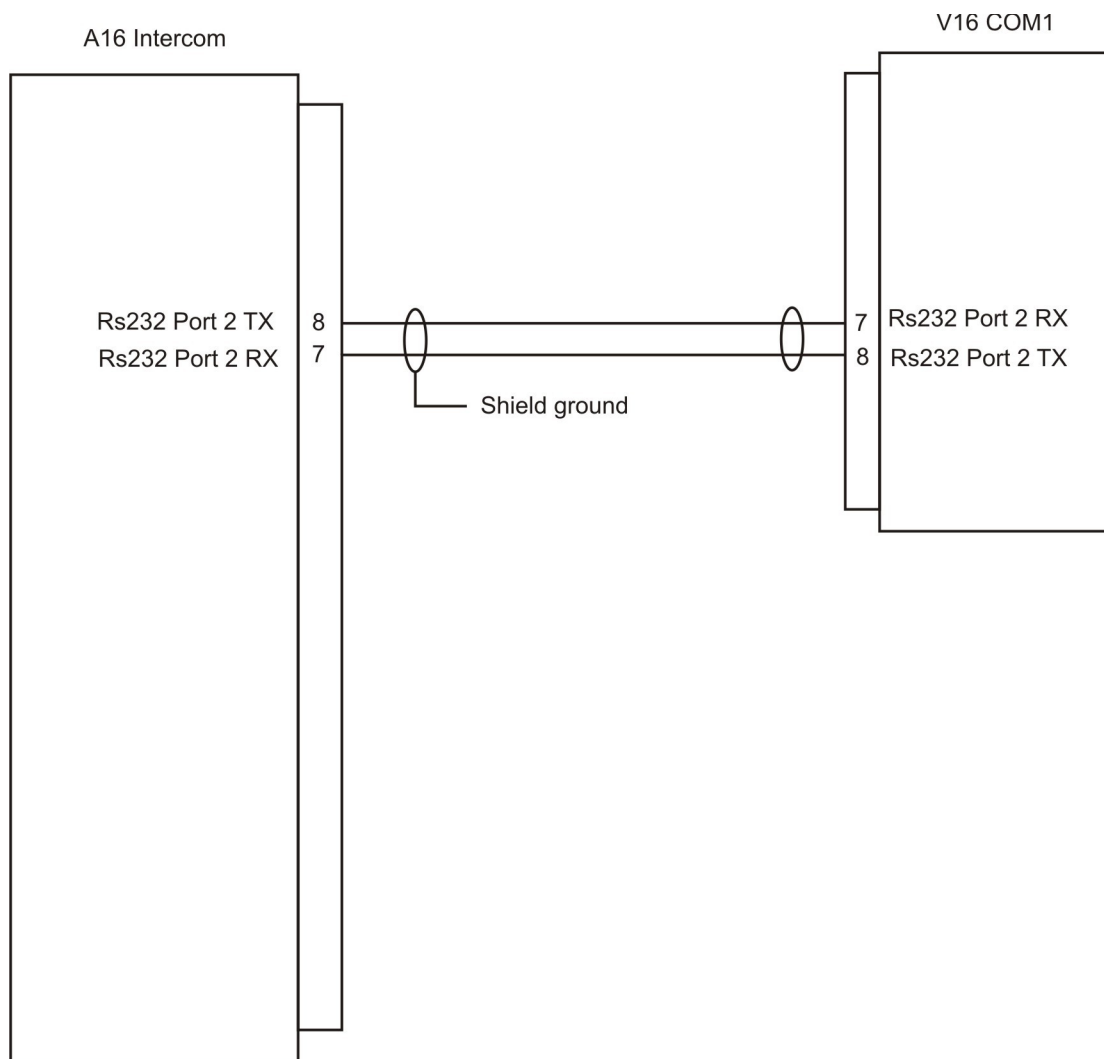 A16 Intercom
V16 COM1
Rs232 Port 2 TX 8
Rs232 Port 2 RX 7
7 Rs232 Port 2 RX
8 Rs232 Port 2 TX
Shield ground